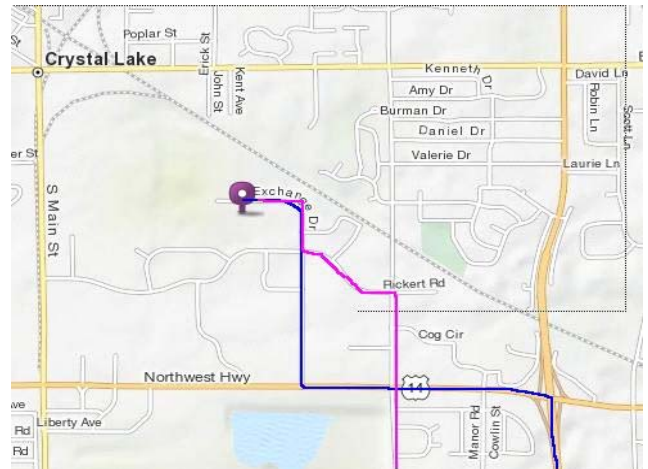 Poplar St
Erick St
Crystal Lake
John St
Kent Ave
Kenneth Dr
David Ln
Amy Dr
Robin Ln
Scott Ln
Burman Dr
Daniel Dr
er St
Valerie Dr
Laurie Ln
S Main St
Exchange Dr
Rickert Rd
Cog Cir
Northwest Hwy
14
ve
Liberty Ave
Rd
Rd
Manor Rd
Cowlin St